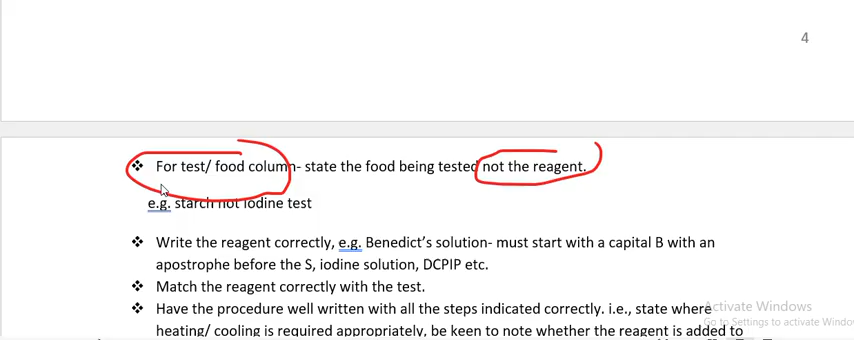 4
❖ For test/ food column- state the food being tested not the reagent.
e.g. starch not iodine test
❖ Write the reagent correctly, e.g. Benedict's solution- must start with a capital B with an
apostrophe before the S, iodine solution, DCPIP etc.
❖ Match the reagent correctly with the test.
❖ Have the procedure well written with all the steps indicated correctly. i.e., state where
heating/ cooling is required appropriately, be keen to note whether the reagent is added to
Activate Windows
Go to Settings to activate Windo